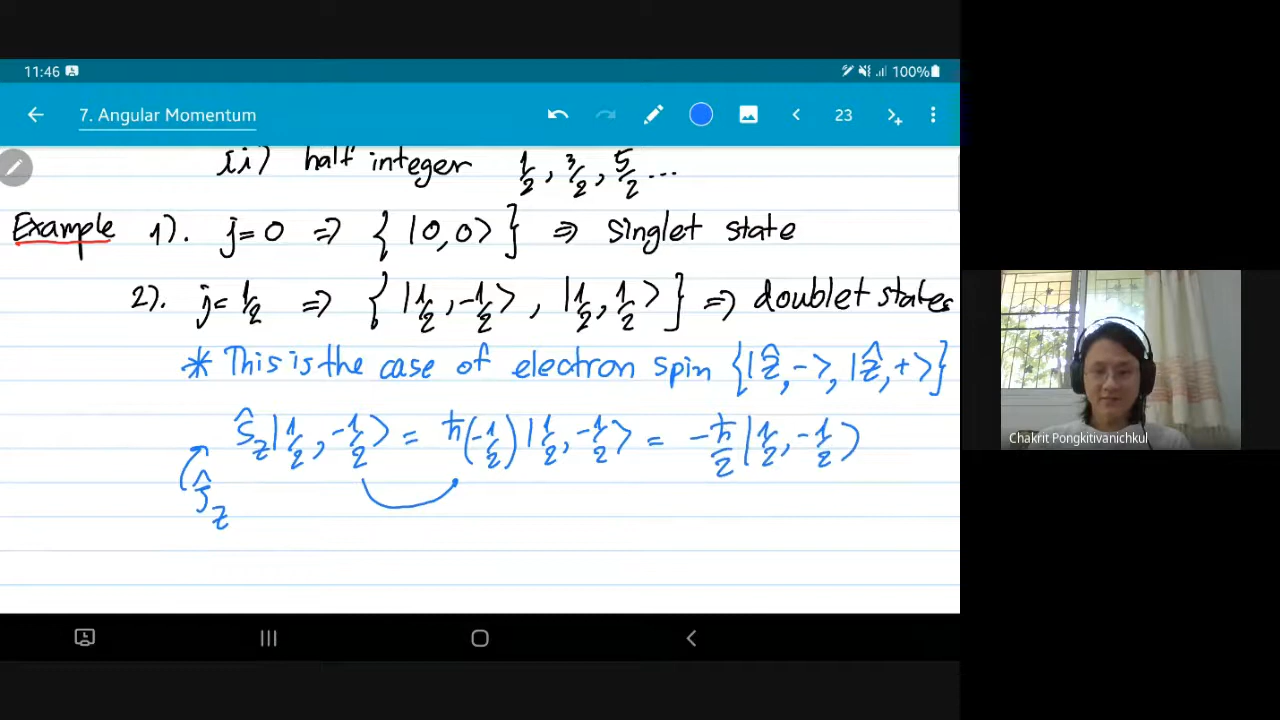 11:46 100%
7. Angular Momentum 23
ii) half integer 1/2, 3/2, 5/2 ...
Example 1). j=0 ⇒ { |0,0⟩ } ⇒ singlet state
2). j=1/2 ⇒ { |1/2,-1/2⟩ , |1/2,1/2⟩ } ⇒ doublet states
* This is the case of electron spin { |ẑ,-⟩, |ẑ,+⟩ }
Ŝz|1/2,-1/2⟩ = ħ(-1/2)|1/2,-1/2⟩ = -ħ/2|1/2,-1/2⟩
Ĵz
Chakrit Pongkitivanichkul